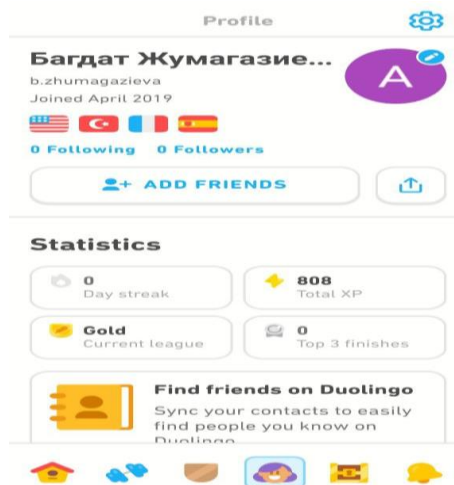 Profile
Багдат Жумагазие...
A
b.zhumagazieva
Joined April 2019
0 Following 0 Followers
ADD FRIENDS
Statistics
0
Day streak
808
Total XP
Gold
Current league
0
Top 3 finishes
Find friends on Duolingo
Sync your contacts to easily
find people you know on
Duolingo